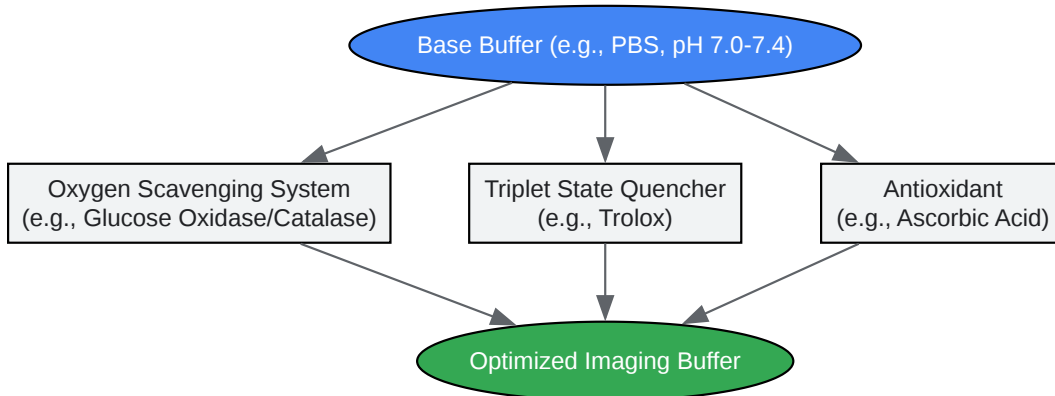 Base Buffer (e.g., PBS, pH 7.0-7.4)
Oxygen Scavenging System
(e.g., Glucose Oxidase/Catalase)
Triplet State Quencher
(e.g., Trolox)
Antioxidant
(e.g., Ascorbic Acid)
Optimized Imaging Buffer